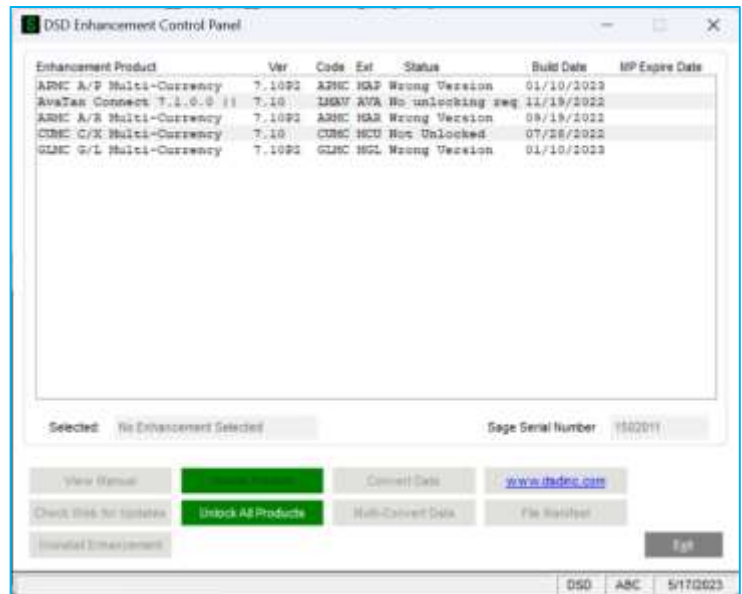 DSD Enhancement Control Panel
Enhancement Product Ver Code Ext Status Build Date MP Expire Date
APMC A/P Multi-Currency 7.10P2 APMC MAP Wrong Version 01/10/2023
AvaTax Connect 7.1.0.0 || 7.10 LMAV AVA No unlocking req 11/19/2022
ARMC A/R Multi-Currency 7.10P2 ARMC MAR Wrong Version 09/19/2022
CUMC C/X Multi-Currency 7.10 CUMC MCU Not Unlocked 07/28/2022
GLMC G/L Multi-Currency 7.10P2 GLMC MGL Wrong Version 01/10/2023
Selected: No Enhancement Selected Sage Serial Number 1502011
View Manual Convert Data www.dsdinc.com
Check Web for Updates Unlock All Products Multi-Convert Data File Manifest
Uninstall Enhancement Exit
DSD ABC 5/17/2023